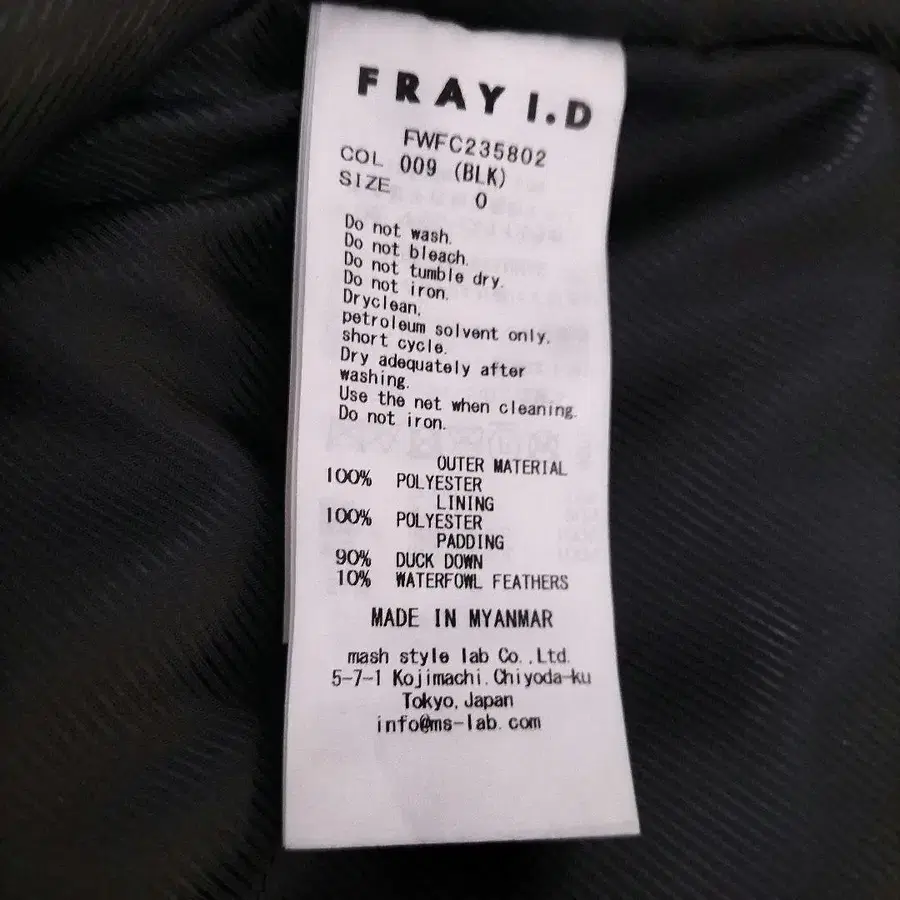 FRAY I.D
FWFC235802
COL 009 (BLK)
SIZE 0
Do not wash.
Do not bleach.
Do not tumble dry.
Do not iron.
Dryclean,
petroleum solvent only.
short cycle.
Dry adequately after
washing.
Use the net when cleaning.
Do not iron.
OUTER MATERIAL
100% POLYESTER
LINING
100% POLYESTER
PADDING
90% DUCK DOWN
10% WATERFOWL FEATHERS
MADE IN MYANMAR
mash style lab Co.,Ltd.
5-7-1 Kojimachi.Chiyoda-ku
Tokyo,Japan
info@ms-lab.com